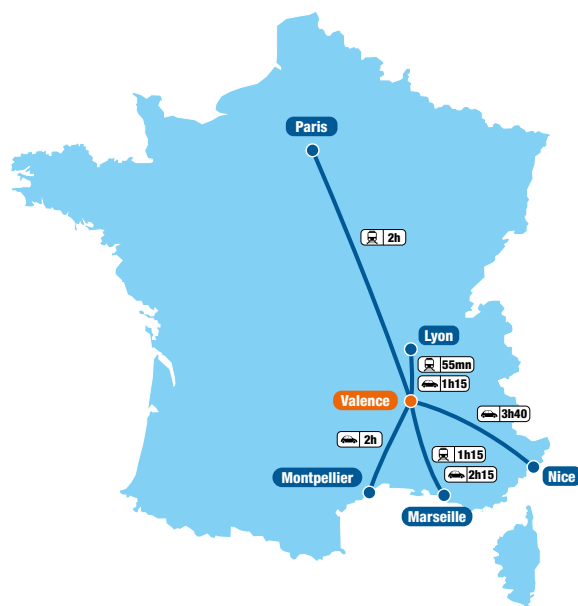 Paris
2h
Lyon
55mn
1h15
Valence
3h40
2h
1h15
2h15
Montpellier
Nice
Marseille